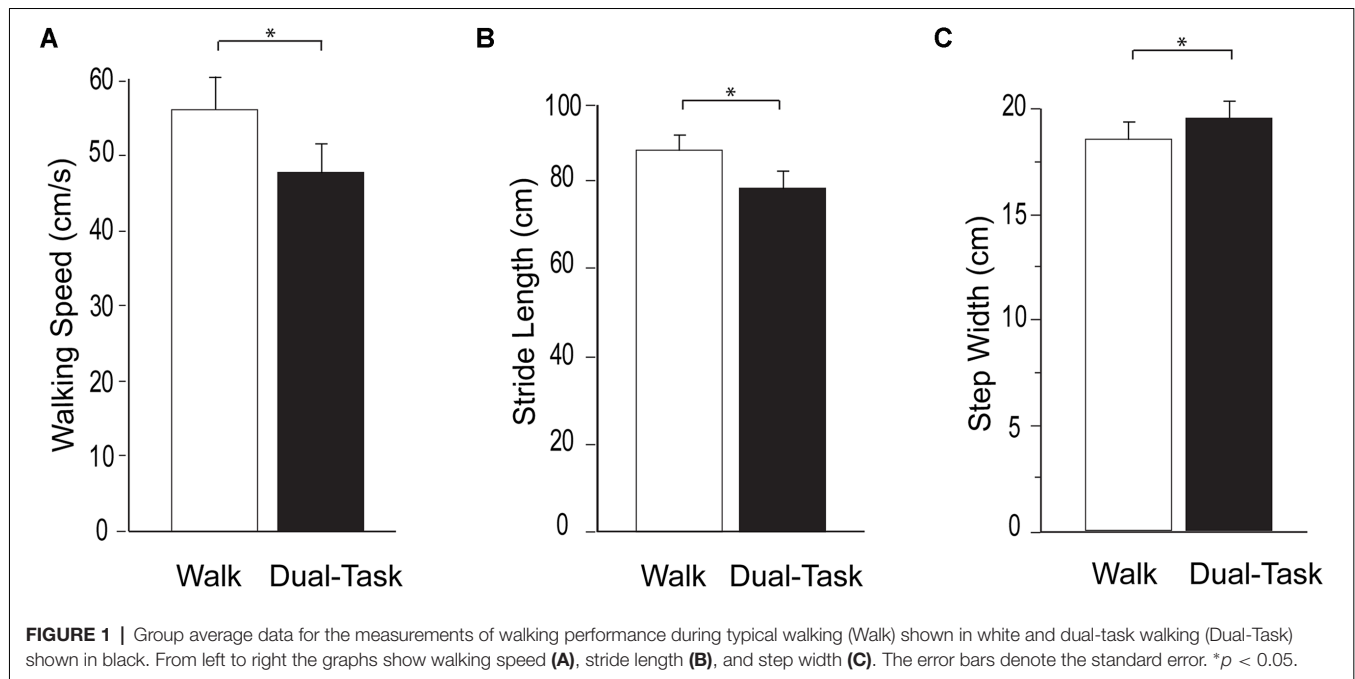 A
*
60
50
40
30
20
10
0
Walking Speed (cm/s)
Walk Dual-Task
B
*
100
80
60
40
20
0
Stride Length (cm)
Walk Dual-Task
C
*
20
15
10
5
0
Step Width (cm)
Walk Dual-Task
FIGURE 1 | Group average data for the measurements of walking performance during typical walking (Walk) shown in white and dual-task walking (Dual-Task)
shown in black. From left to right the graphs show walking speed (A), stride length (B), and step width (C). The error bars denote the standard error. *p < 0.05.